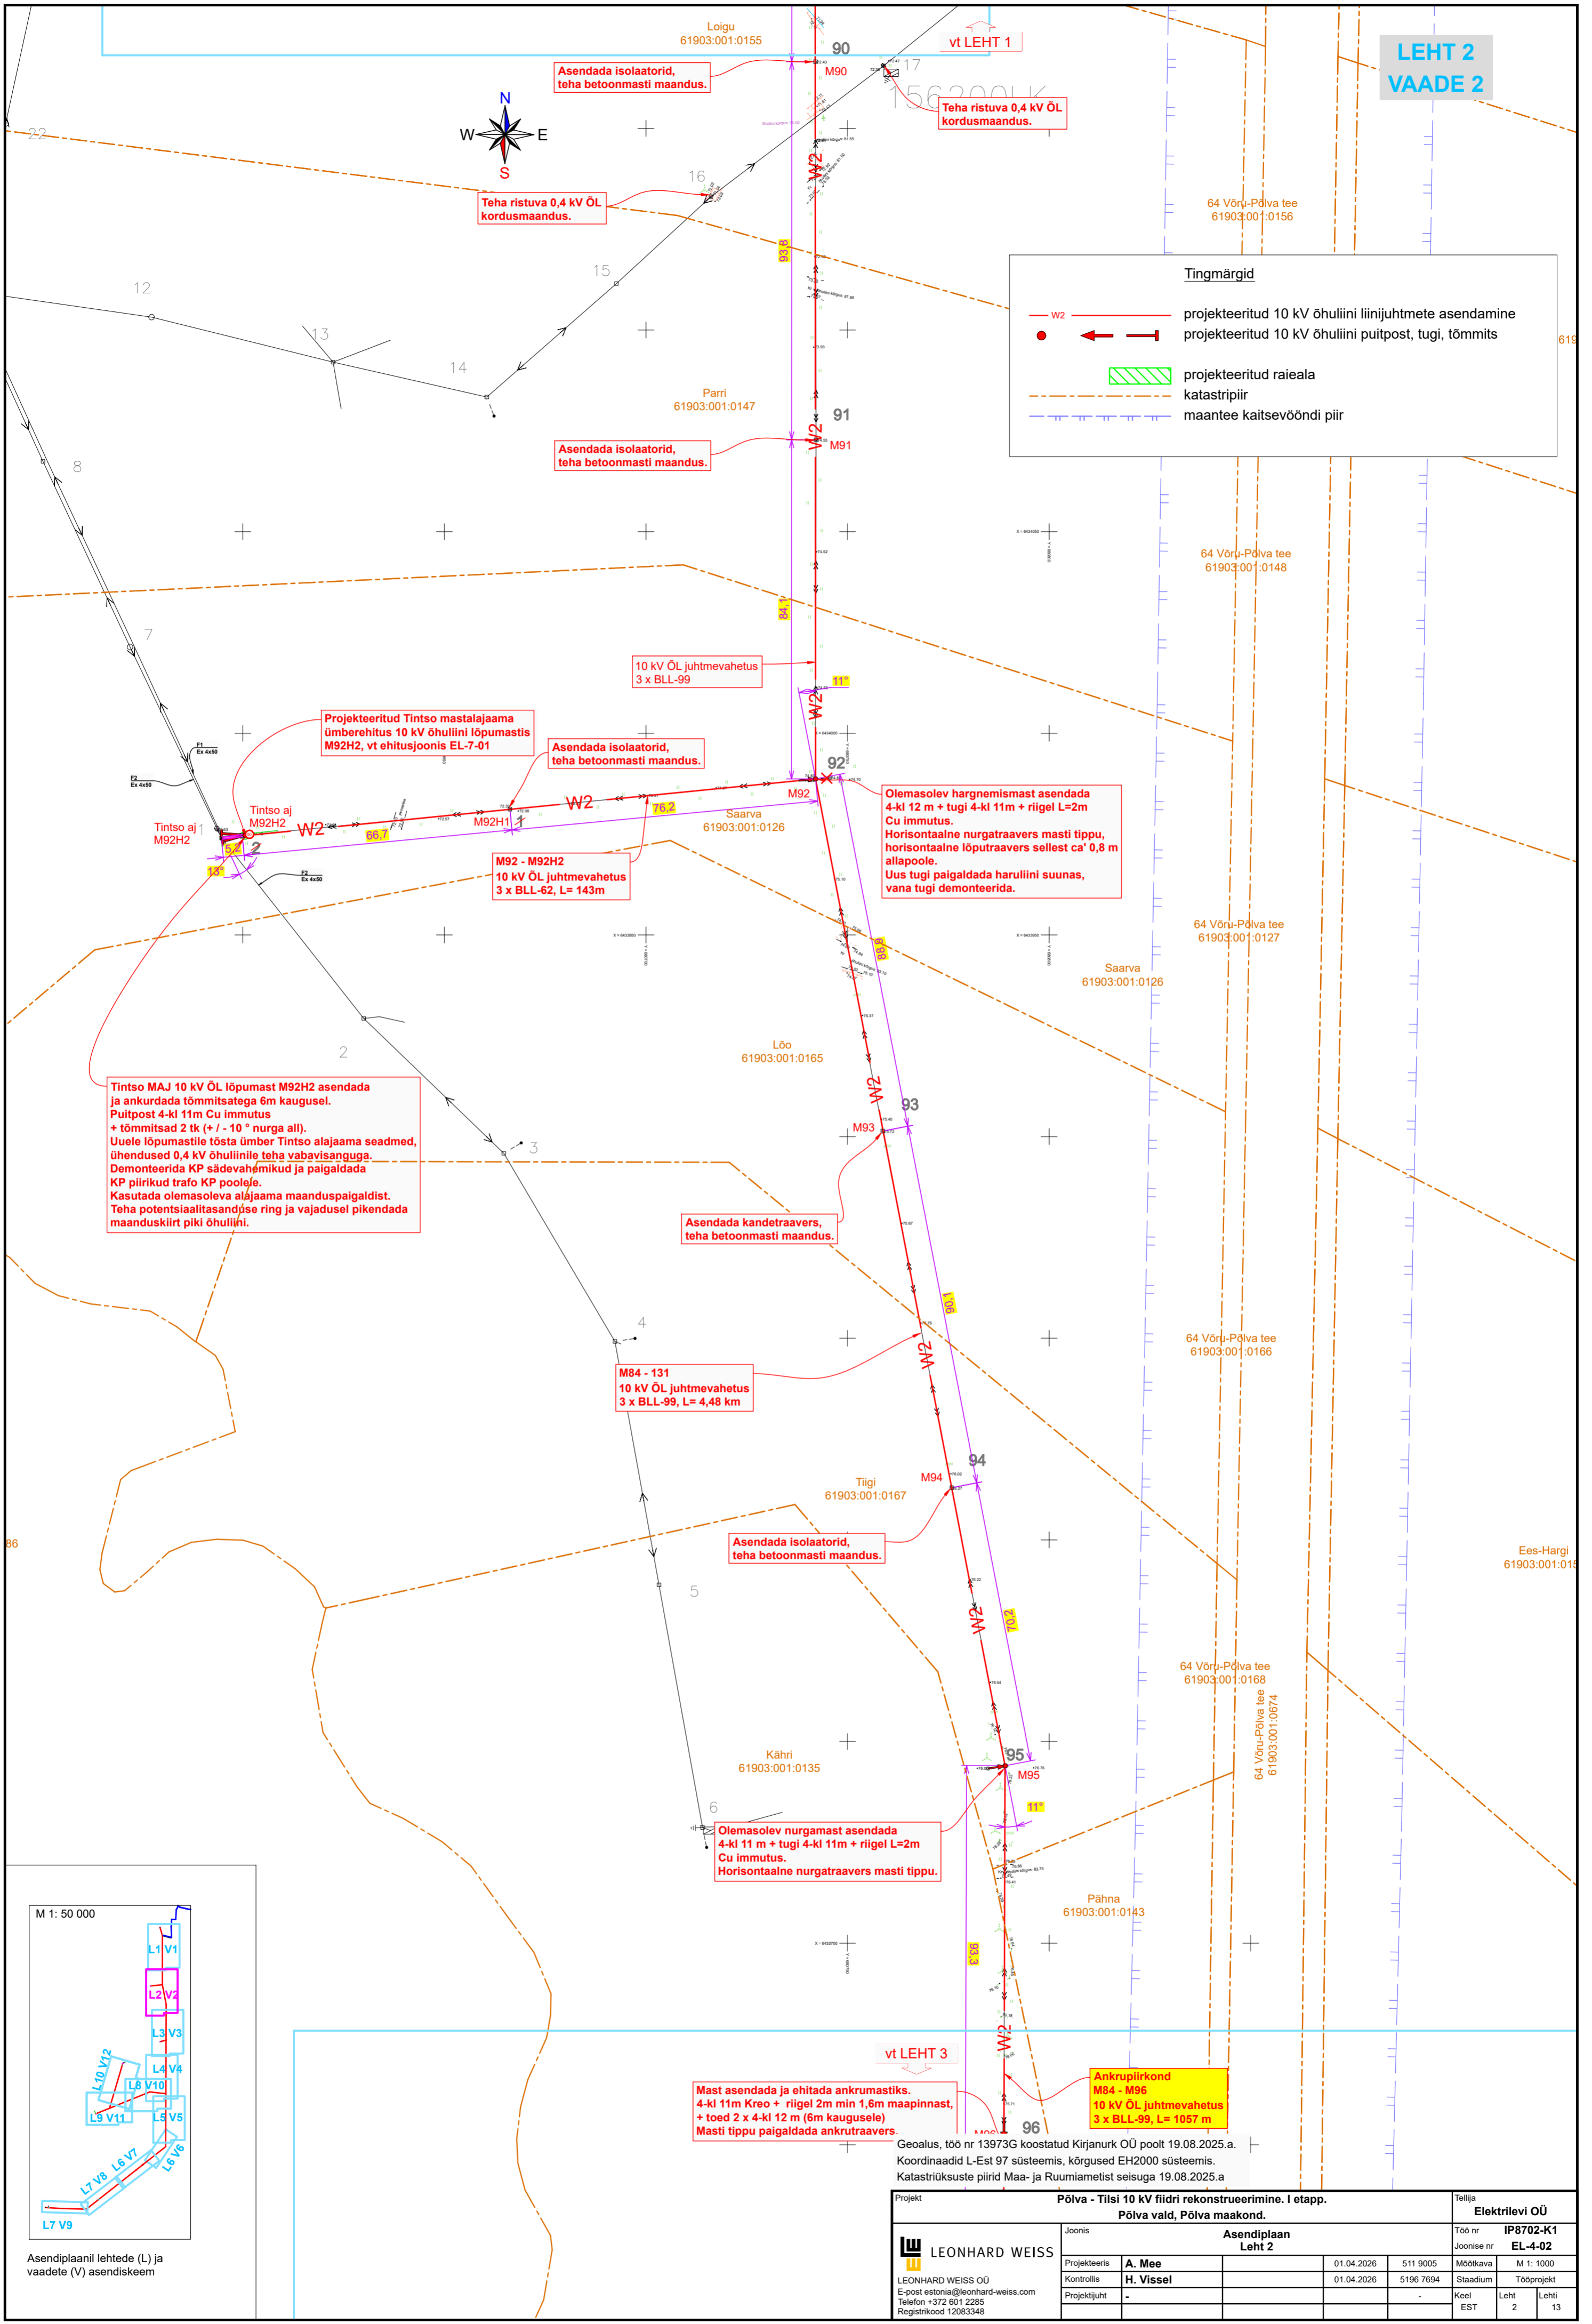 LEHT 2
VAADE 2
vt LEHT 1
Loigu
61903:001:0155
90
M90
17
Asendada isolaatorid,
teha betoonmasti maandus.
Teha ristuva 0,4 kV ÕL
kordusmaandus.
N
W
E
S
22
16
Teha ristuva 0,4 kV ÕL
kordusmaandus.
W2
93,8
64 Võru-Põlva tee
61903:001:0156
Tingmärgid
W2
projekteeritud 10 kV õhuliini liinijuhtmete asendamine
projekteeritud 10 kV õhuliini puitpost, tugi, tõmmits
projekteeritud raieala
katastripiir
maantee kaitsevööndi piir
619
15
12
13
14
Parri
61903:001:0147
91
M91
W2
Asendada isolaatorid,
teha betoonmasti maandus.
8
7
64 Võru-Põlva tee
61903:001:0148
84,1
10 kV ÕL juhtmevahetus
3 x BLL-99
11°
W2
Projekteeritud Tintso mastalajaama
ümberehitus 10 kV õhuliini lõpumastis
M92H2, vt ehitusjoonis EL-7-01
Asendada isolaatorid,
teha betoonmasti maandus.
F1
Ex 4x50
F2
Ex 4x50
92
M92
Olemasolev hargnemismast asendada
4-kl 12 m + tugi 4-kl 11m + riigel L=2m
Cu immutus.
Horisontaalne nurgatraavers masti tippu,
horisontaalne lõputraavers sellest ca' 0,8 m
allapoole.
Uus tugi paigaldada haruliini suunas,
vana tugi demonteerida.
Tintso aj
M92H2
Tintso aj
M92H2
1
W2
M92H1
1
W2
76,2
66,7
5,2
2
13°
F2
Ex 4x50
Saarva
61903:001:0126
M92 - M92H2
10 kV ÕL juhtmevahetus
3 x BLL-62, L= 143m
88,9
64 Võru-Põlva tee
61903:001:0127
Saarva
61903:001:0126
Lõo
61903:001:0165
2
3
W2
93
M93
Tintso MAJ 10 kV ÕL lõpumast M92H2 asendada
ja ankurdada tõmmitsatega 6m kaugusel.
Puitpost 4-kl 11m Cu immutus
+ tõmmitsad 2 tk (+ / - 10 ° nurga all).
Uuele lõpumastile tõsta ümber Tintso alajaama seadmed,
ühendused 0,4 kV õhuliinile teha vabavisanguga.
Demonteerida KP sädevahemikud ja paigaldada
KP piirikud trafo KP poolele.
Kasutada olemasoleva alajaama maanduspaigaldist.
Teha potentsiaalitasanduse ring ja vajadusel pikendada
maanduskiirt piki õhuliini.
Asendada kandetraavers,
teha betoonmasti maandus.
90,1
4
W2
64 Võru-Põlva tee
61903:001:0166
M84 - 131
10 kV ÕL juhtmevahetus
3 x BLL-99, L= 4,48 km
94
M94
Tiigi
61903:001:0167
Asendada isolaatorid,
teha betoonmasti maandus.
86
5
Ees-Hargi
W2
70,2
64 Võru-Põlva tee
61903:001:0168
64 Võru-Põlva tee
61903:001:0674
Kähri
61903:001:0135
95
M95
11°
6
Olemasolev nurgamast asendada
4-kl 11 m + tugi 4-kl 11m + riigel L=2m
Cu immutus.
Horisontaalne nurgatraavers masti tippu.
Pähna
61903:001:0143
93,3
W2
M 1: 50 000
L1 V1
L2 V2
L3 V3
L4 V4
L10 V12
L8 V10
L9 V11
L5 V5
L6 V6
L6 V7
L7 V8
L7 V9
Asendiplaanil lehtede (L) ja
vaadete (V) asendiskeem
vt LEHT 3
Mast asendada ja ehitada ankrumastiks.
4-kl 11m Kreo + riigel 2m min 1,6m maapinnast,
+ toed 2 x 4-kl 12 m (6m kaugusele)
Masti tippu paigaldada ankrutraavers.
Ankrupiirkond
M84 - M96
10 kV ÕL juhtmevahetus
3 x BLL-99, L= 1057 m
96
Geoalus, töö nr 13973G koostatud Kirjanurk OÜ poolt 19.08.2025.a.
Koordinaadid L-Est 97 süsteemis, kõrgused EH2000 süsteemis.
Katastriüksuste piirid Maa- ja Ruumiametist seisuga 19.08.2025.a
Projekt
Põlva - Tilsi 10 kV fiidri rekonstrueerimine. I etapp.
Põlva vald, Põlva maakond.
Tellija
Elektrilevi OÜ
LEONHARD WEISS
LEONHARD WEISS OÜ
E-post estonia@leonhard-weiss.com
Telefon +372 601 2285
Registrikood 12083348
Joonis
Asendiplaan
Leht 2
Töö nr IP8702-K1
Joonise nr EL-4-02
Projekteeris A. Mee 01.04.2026 511 9005
Mõõtkava M 1: 1000
Kontrollis H. Vissel 01.04.2026 5196 7694
Staadium Tööprojekt
Projektijuht - -
Keel Leht Lehti
EST 2 13